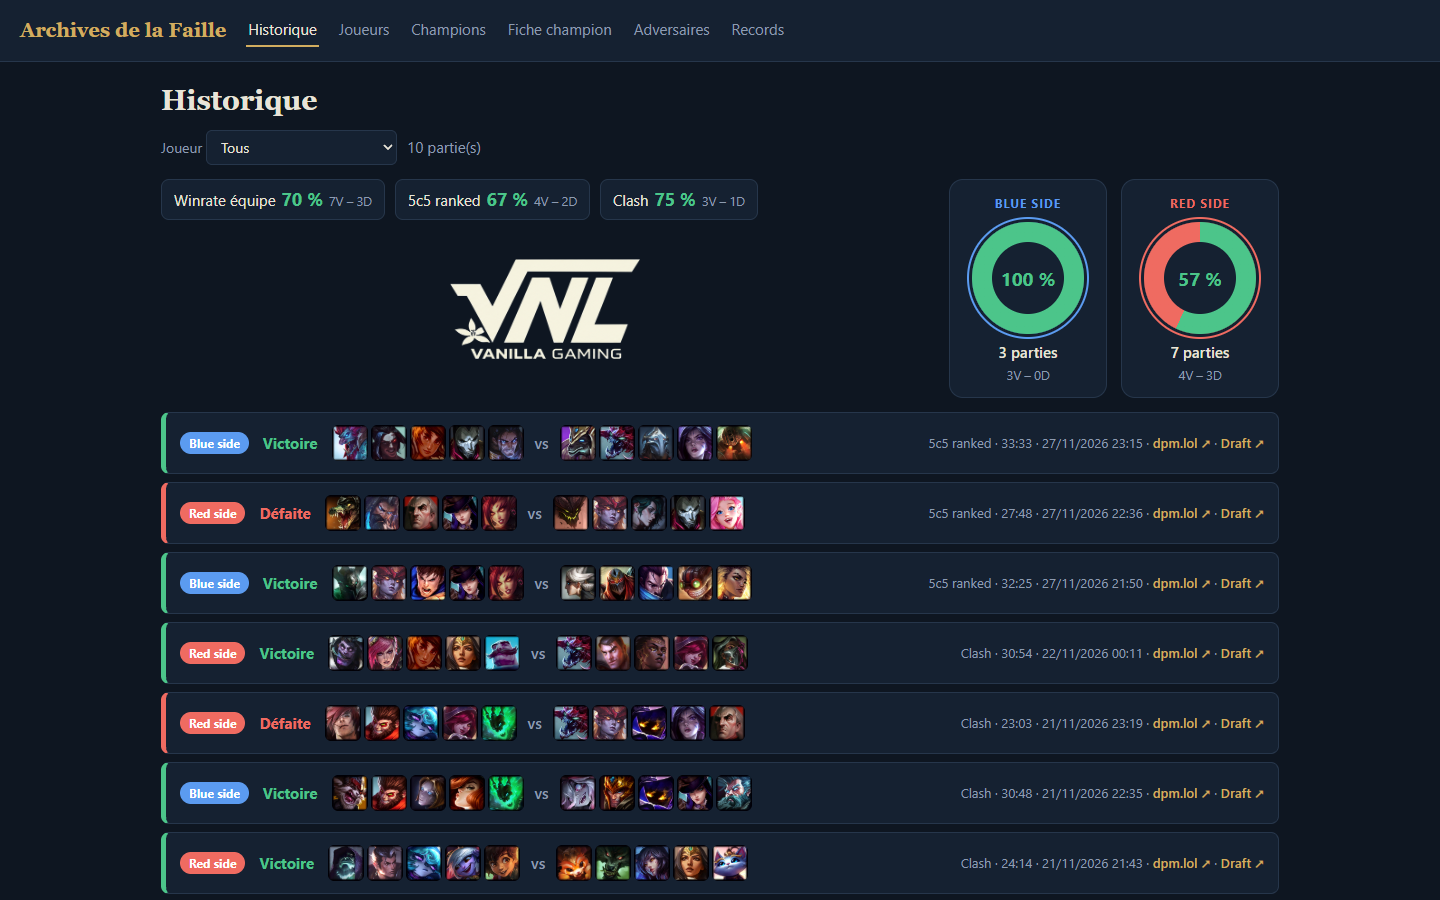 Archives de la Faille Historique Joueurs Champions Fiche champion Adversaires Records
Historique
Joueur Tous 10 partie(s)
Winrate équipe 70 % 7V – 3D 5c5 ranked 67 % 4V – 2D Clash 75 % 3V – 1D
VNL
VANILLA GAMING
BLUE SIDE
100 %
3 parties
3V – 0D
RED SIDE
57 %
7 parties
4V – 3D
Blue side Victoire vs 5c5 ranked · 33:33 · 27/11/2026 23:15 · dpm.lol ↗ · Draft ↗
Red side Défaite vs 5c5 ranked · 27:48 · 27/11/2026 22:36 · dpm.lol ↗ · Draft ↗
Blue side Victoire vs 5c5 ranked · 32:25 · 27/11/2026 21:50 · dpm.lol ↗ · Draft ↗
Red side Victoire vs Clash · 30:54 · 22/11/2026 00:11 · dpm.lol ↗ · Draft ↗
Red side Défaite vs Clash · 23:03 · 21/11/2026 23:19 · dpm.lol ↗ · Draft ↗
Blue side Victoire vs Clash · 30:48 · 21/11/2026 22:35 · dpm.lol ↗ · Draft ↗
Red side Victoire vs Clash · 24:14 · 21/11/2026 21:43 · dpm.lol ↗ · Draft ↗